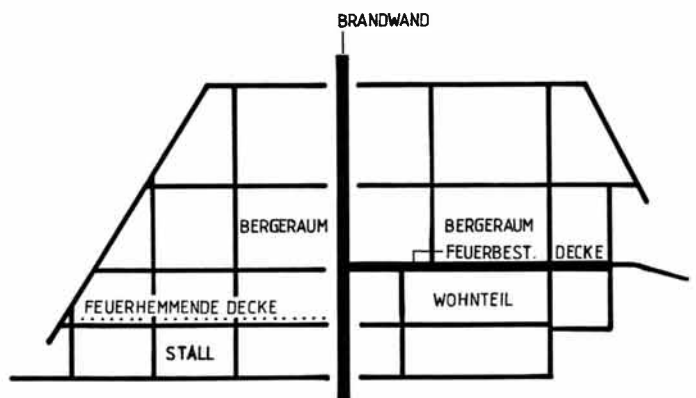 BRANDWAND
BERGERAUM
BERGERAUM
FEUERBEST. DECKE
FEUERHEMMENDE DECKE
WOHNTEIL
STALL